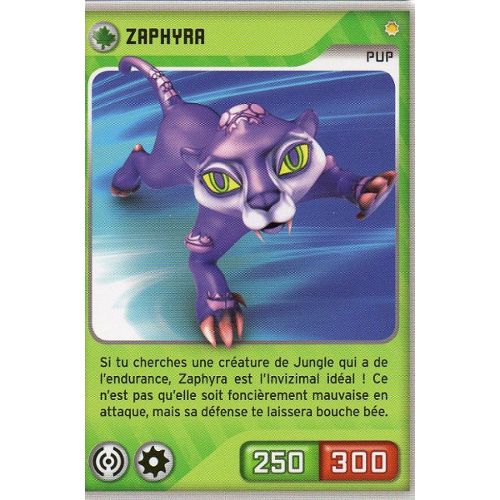 ZAPHYRA
PUP
Si tu cherches une créature de Jungle qui a de
l'endurance, Zaphyra est l'Invizimal idéal ! Ce
n'est pas qu'elle soit foncièrement mauvaise en
attaque, mais sa défense te laissera bouche bée.
250 300